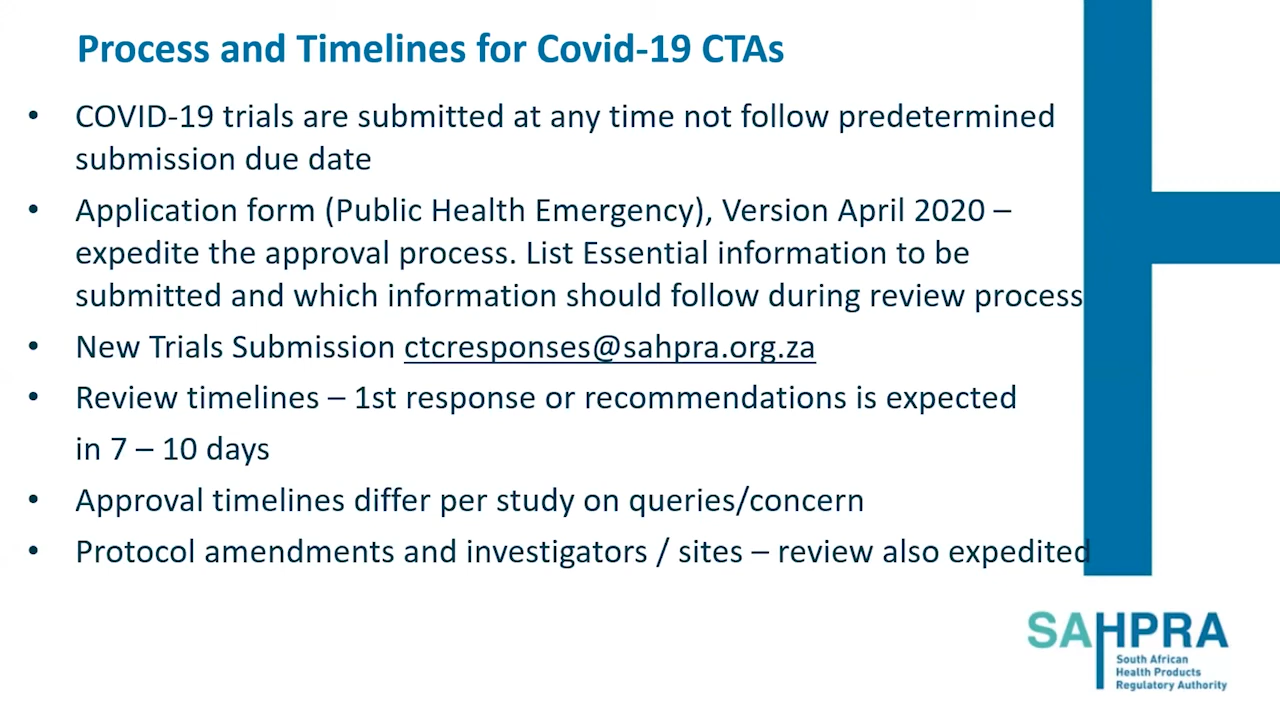 Process and Timelines for Covid-19 CTAs
• COVID-19 trials are submitted at any time not follow predetermined
submission due date
• Application form (Public Health Emergency), Version April 2020 –
expedite the approval process. List Essential information to be
submitted and which information should follow during review process
• New Trials Submission ctcresponses@sahpra.org.za
• Review timelines – 1st response or recommendations is expected
in 7 – 10 days
• Approval timelines differ per study on queries/concern
• Protocol amendments and investigators / sites – review also expedited
SAHPRA
South African
Health Products
Regulatory Authority